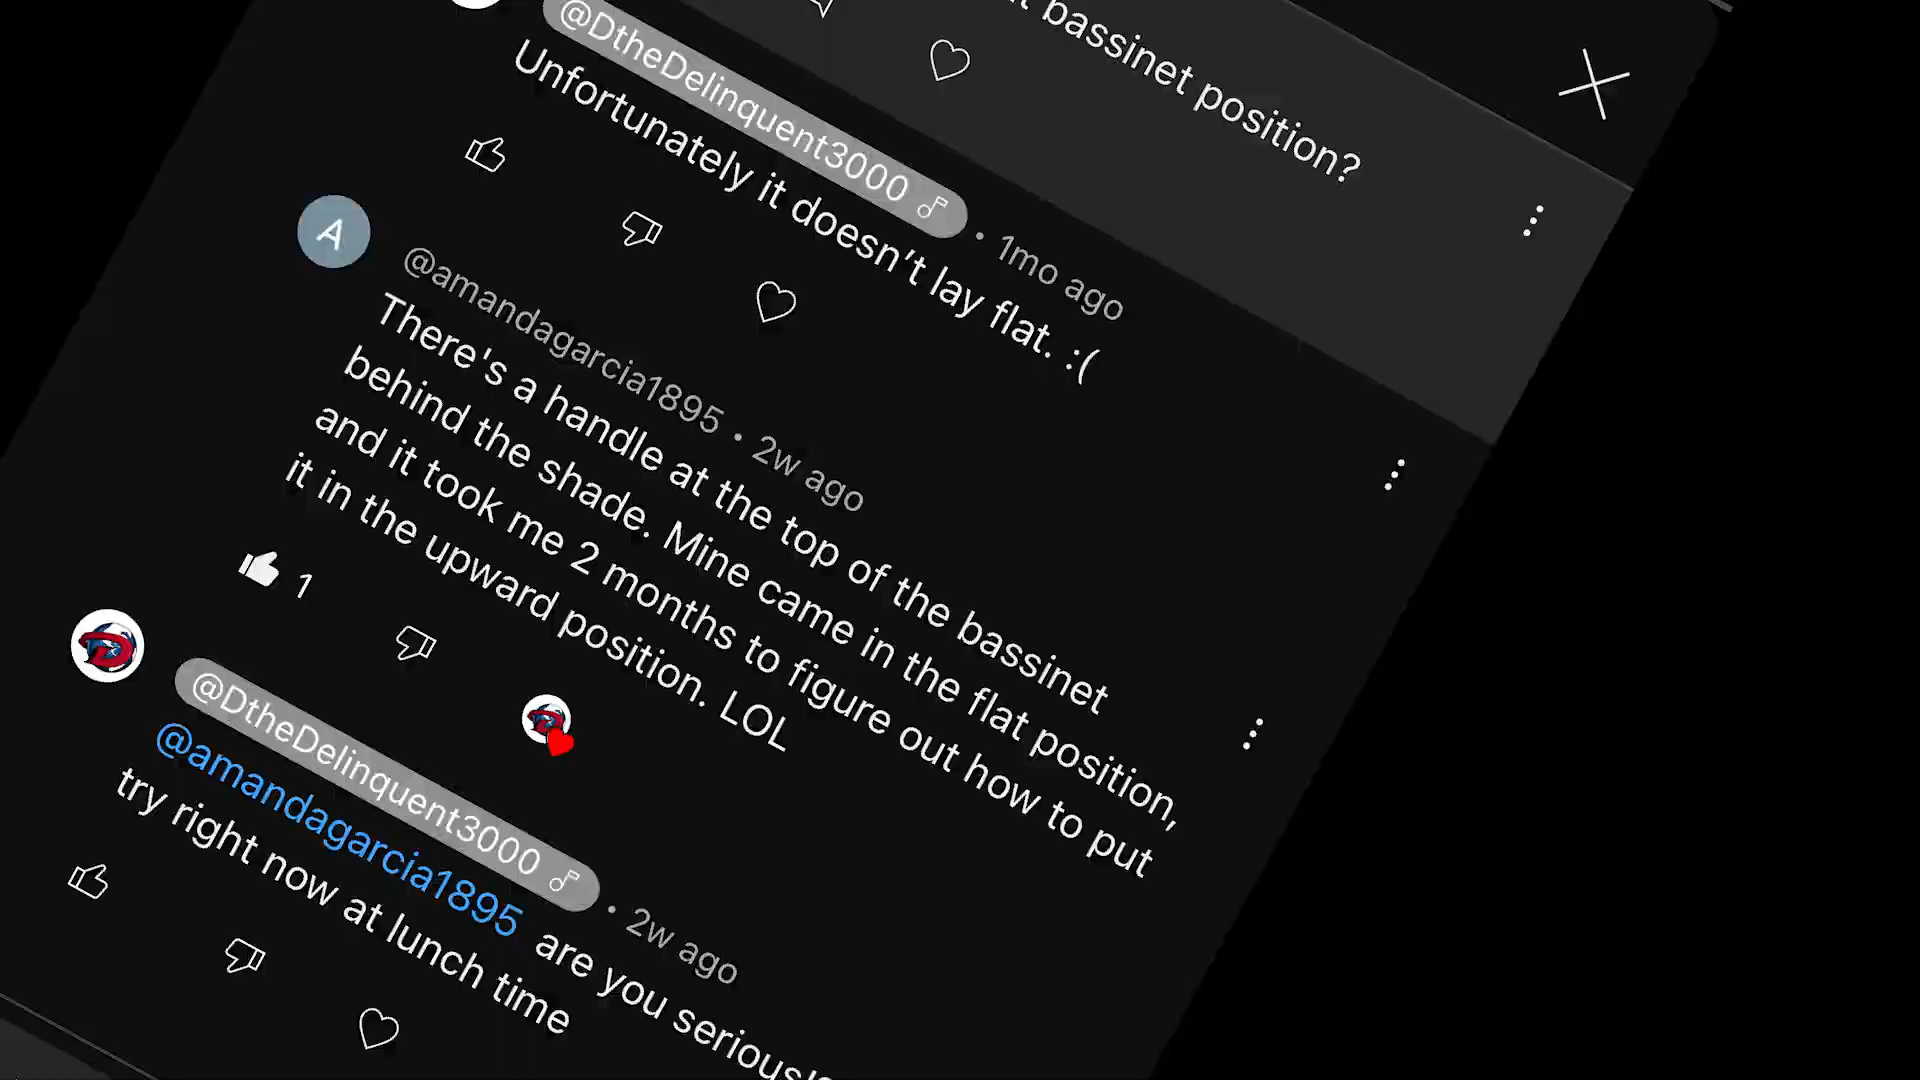 bassinet position?
@DtheDelinquent3000 • 1mo ago
Unfortunately it doesn't lay flat. :(
A
@amandagarcia1895 • 2w ago
There's a handle at the top of the bassinet
behind the shade. Mine came in the flat position,
and it took me 2 months to figure out how to put
it in the upward position. LOL
1
@DtheDelinquent3000 • 2w ago
@amandagarcia1895 are you serious!?
try right now at lunch time